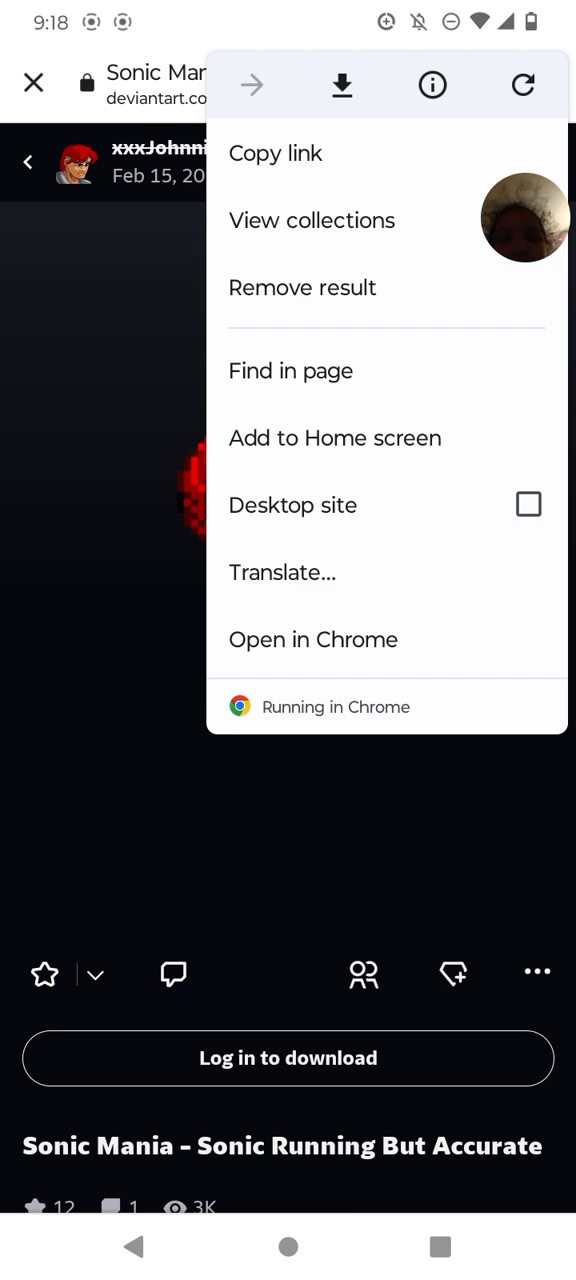 9:18
Sonic Mar
deviantart.co
xxxJohnni
Feb 15, 20
Copy link
View collections
Remove result
Find in page
Add to Home screen
Desktop site
Translate...
Open in Chrome
Running in Chrome
Log in to download
Sonic Mania - Sonic Running But Accurate
12 1 3K